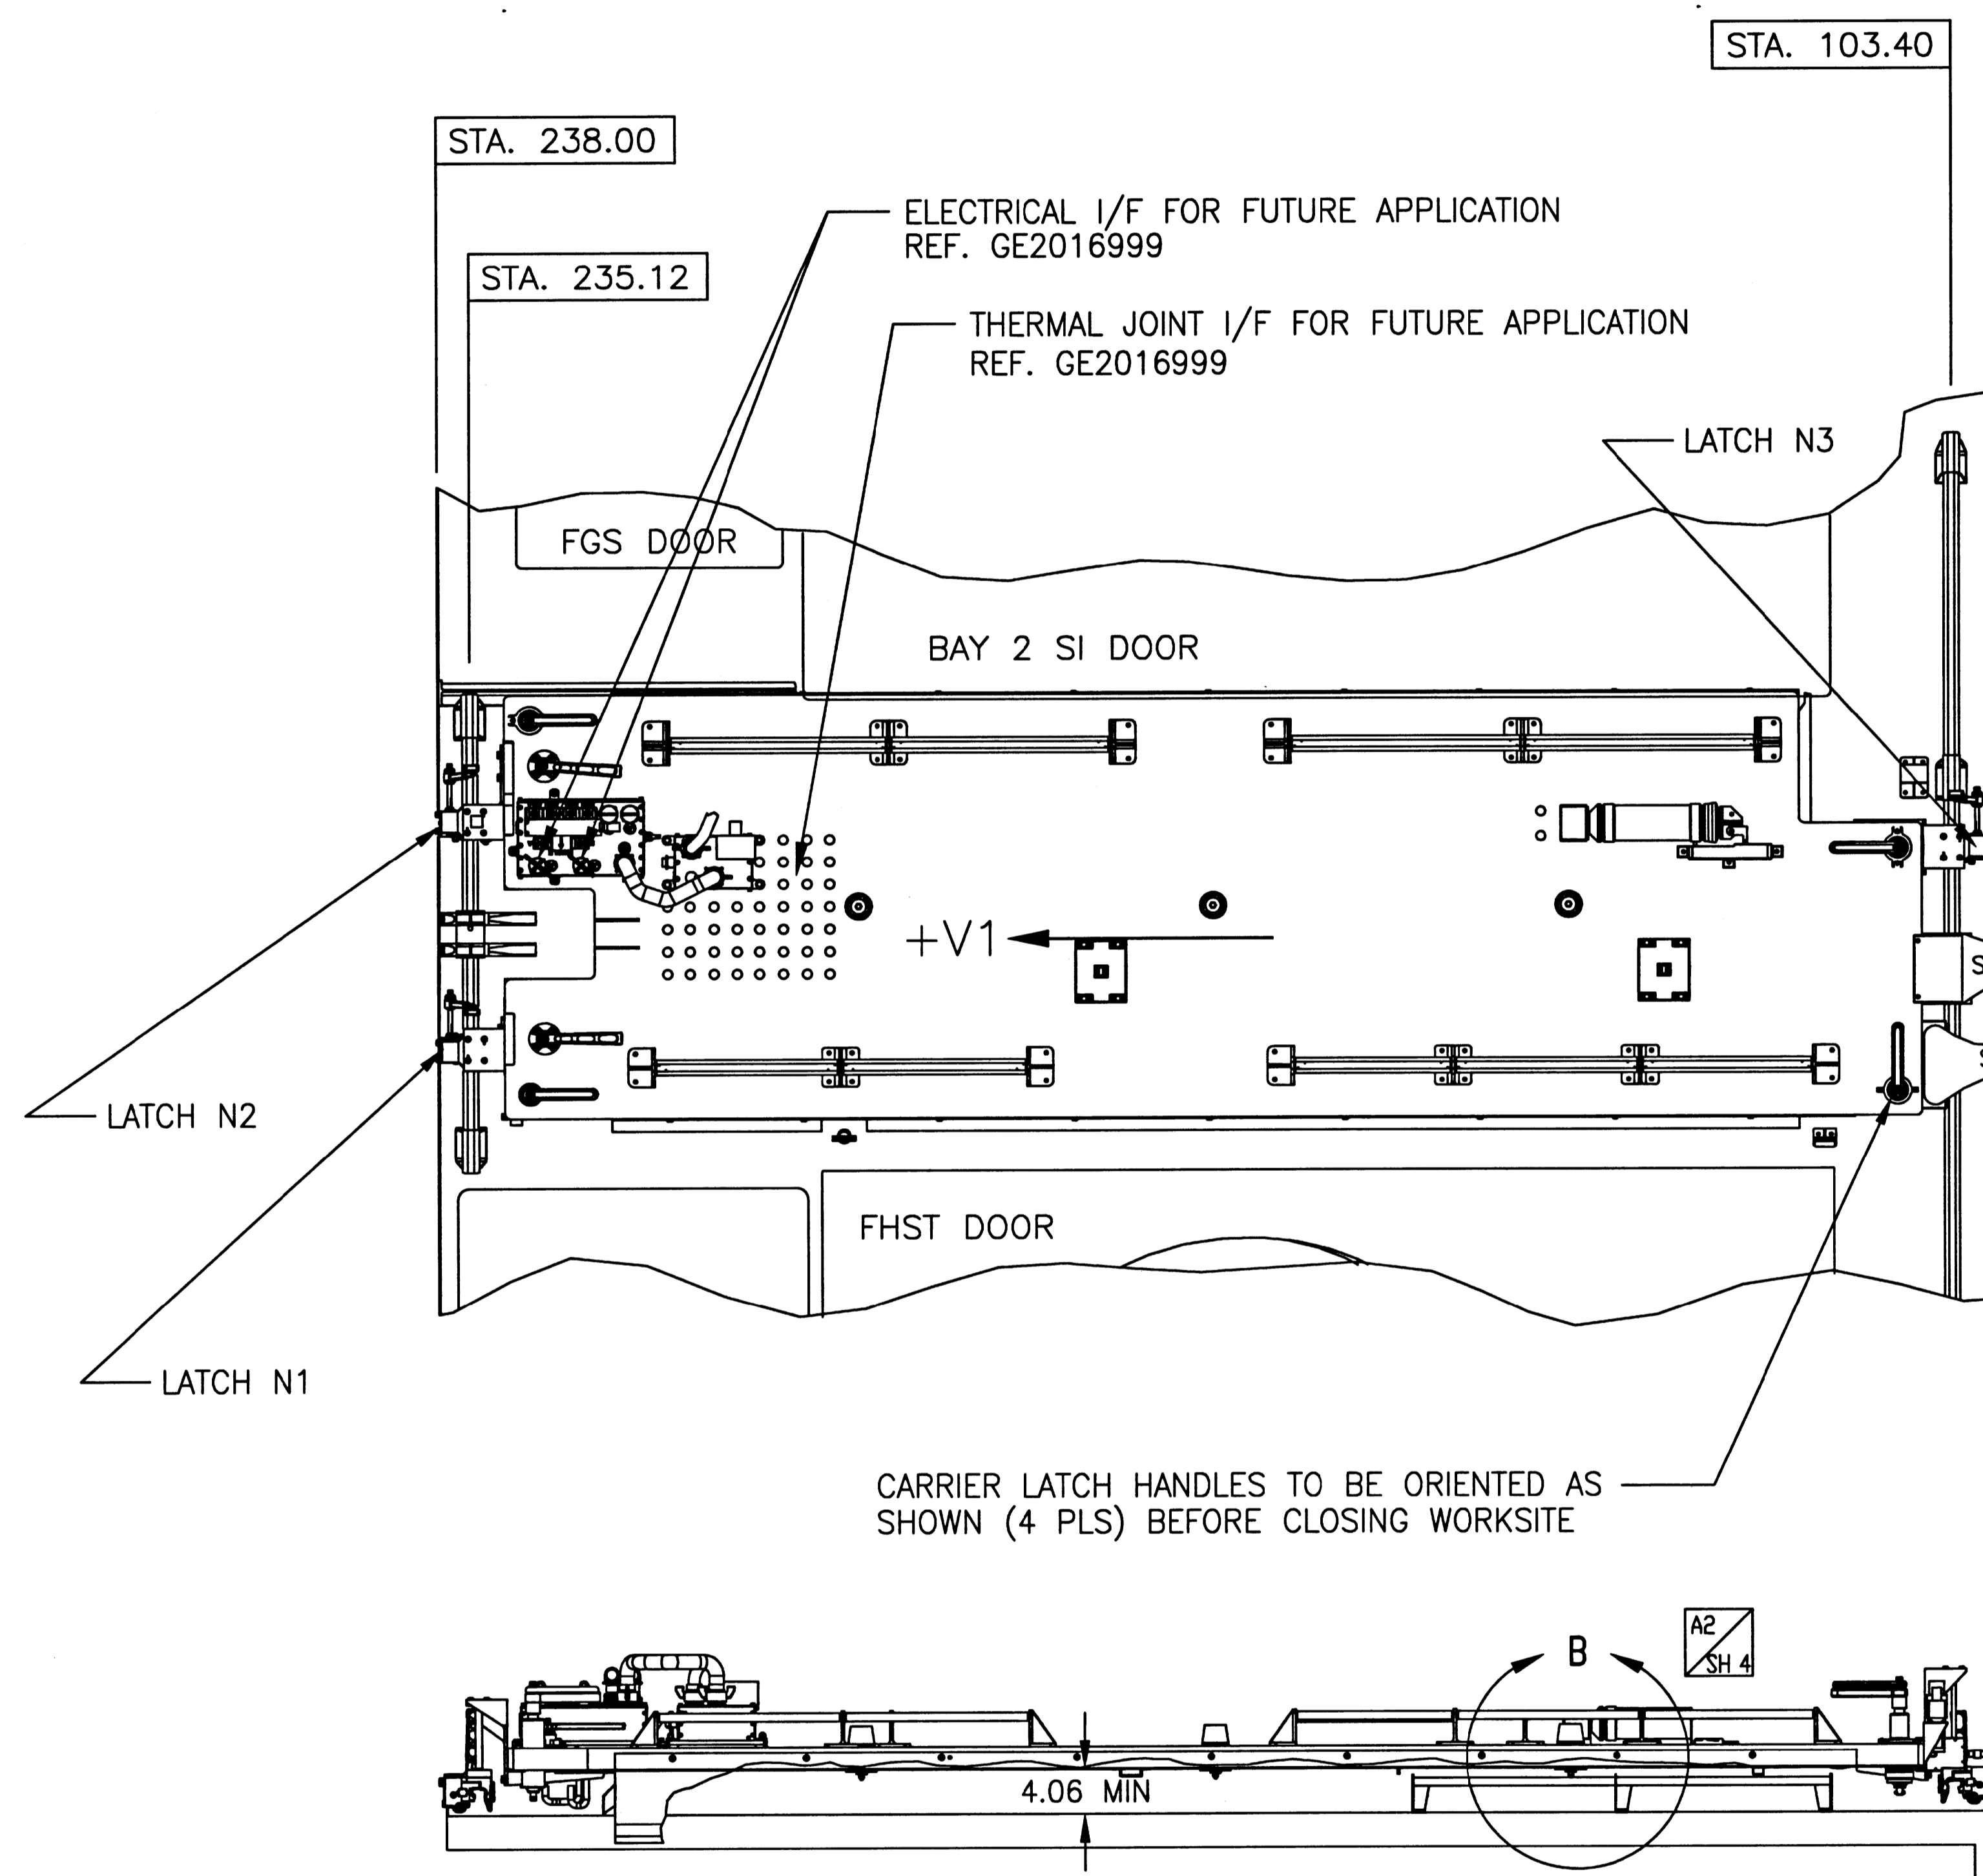 STA. 103.40
STA. 238.00
ELECTRICAL I/F FOR FUTURE APPLICATION
REF. GE2016999
STA. 235.12
THERMAL JOINT I/F FOR FUTURE APPLICATION
REF. GE2016999
LATCH N3
FGS DOOR
BAY 2 SI DOOR
+V1
S
S
LATCH N2
FHST DOOR
LATCH N1
CARRIER LATCH HANDLES TO BE ORIENTED AS
SHOWN (4 PLS) BEFORE CLOSING WORKSITE
A2
B
SH 4
4.06 MIN